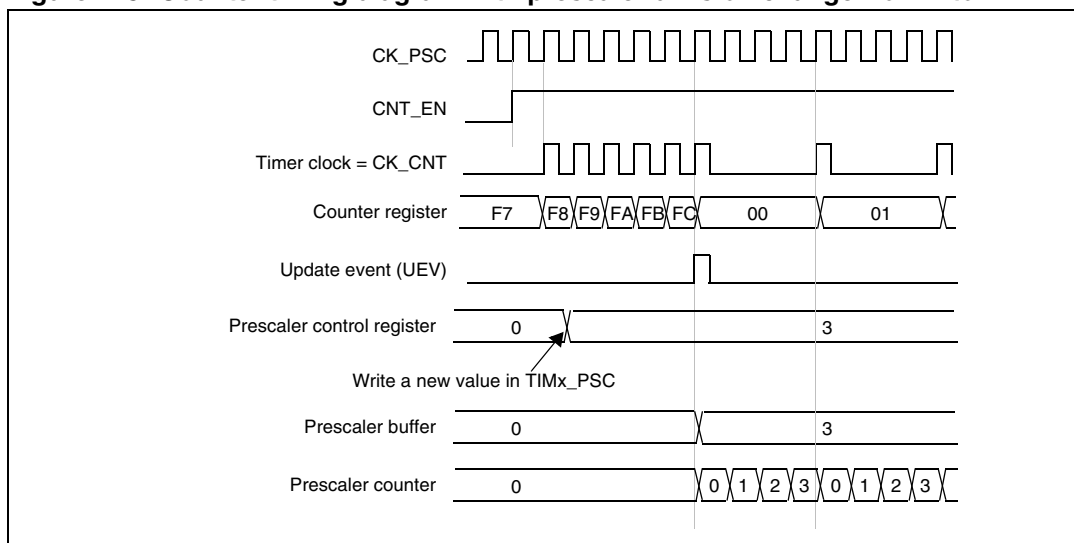 CK_PSC
CNT_EN
Timer clock = CK_CNT
Counter register F7 F8 F9 FA FB FC 00 01
Update event (UEV)
Prescaler control register 0 3
Write a new value in TIMx_PSC
Prescaler buffer 0 3
Prescaler counter 0 0 1 2 3 0 1 2 3